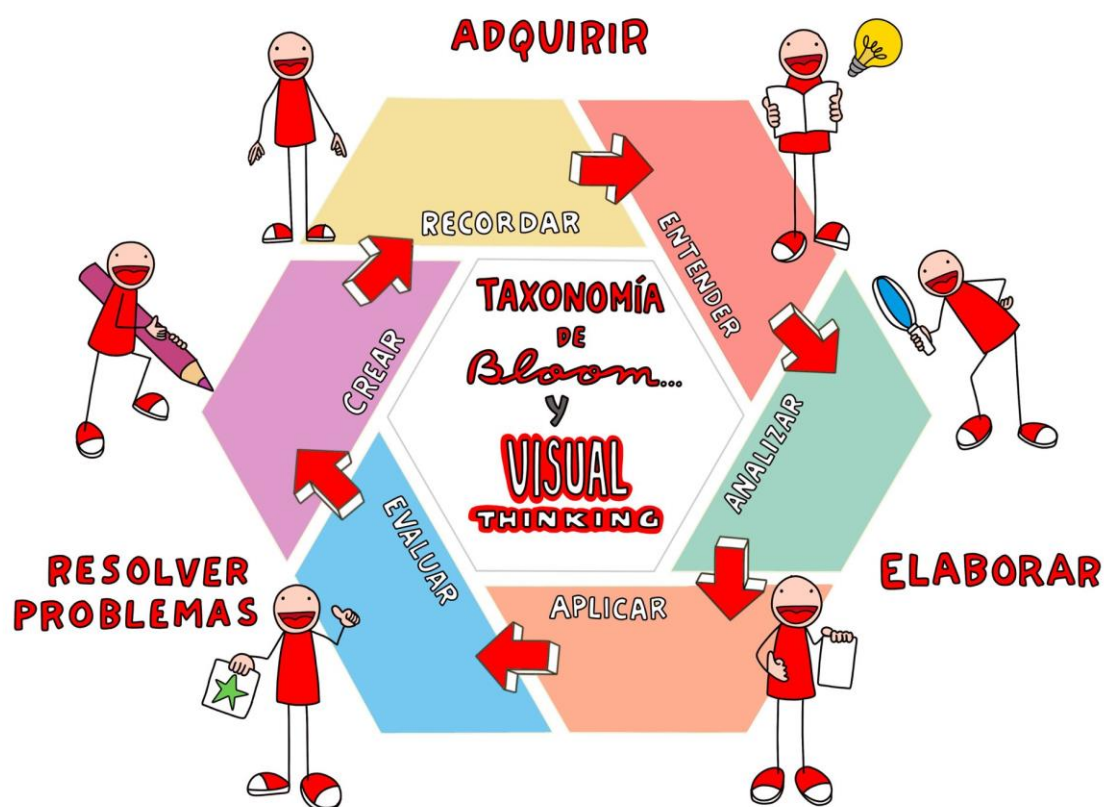 ADQUIRIR
RECORDAR
ENTENDER
ANALIZAR
ELABORAR
APLICAR
EVALUAR
RESOLVER
PROBLEMAS
CREAR
TAXONOMÍA
DE
Bloom...
Y
VISUAL
THINKING